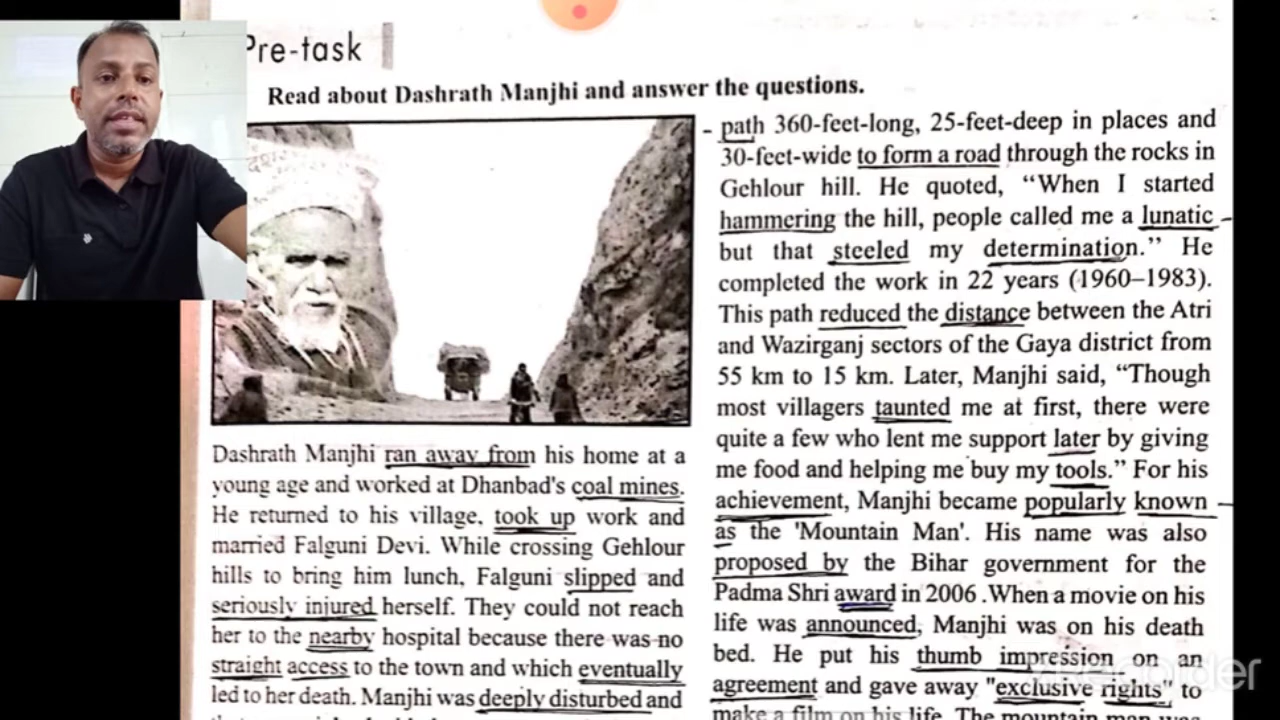 Pre-task
Read about Dashrath Manjhi and answer the questions.
Dashrath Manjhi ran away from his home at a
young age and worked at Dhanbad's coal mines.
He returned to his village, took up work and
married Falguni Devi. While crossing Gehlour
hills to bring him lunch, Falguni slipped and
seriously injured herself. They could not reach
her to the nearby hospital because there was no
straight access to the town and which eventually
led to her death. Manjhi was deeply disturbed and
path 360-feet-long, 25-feet-deep in places and
30-feet-wide to form a road through the rocks in
Gehlour hill. He quoted, “When I started
hammering the hill, people called me a lunatic
but that steeled my determination.” He
completed the work in 22 years (1960–1983).
This path reduced the distance between the Atri
and Wazirganj sectors of the Gaya district from
55 km to 15 km. Later, Manjhi said, “Though
most villagers taunted me at first, there were
quite a few who lent me support later by giving
me food and helping me buy my tools.” For his
achievement, Manjhi became popularly known
as the 'Mountain Man'. His name was also
proposed by the Bihar government for the
Padma Shri award in 2006 .When a movie on his
life was announced, Manjhi was on his death
bed. He put his thumb impression on an
agreement and gave away "exclusive rights" to
make a film on his life. The mountain man was